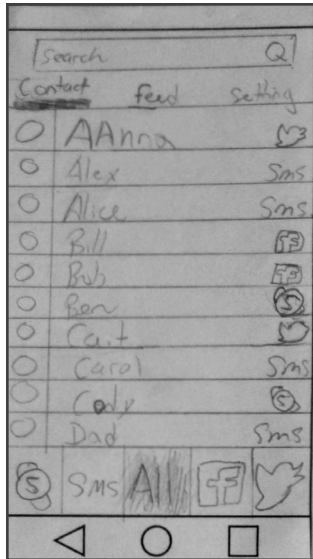 Search
Contact feed setting
AAnna
Alex Sms
Alice Sms
Bill f
Bub f
Ben S
Cait
Carol Sms
Cody S
Dad Sms
S SMS All f